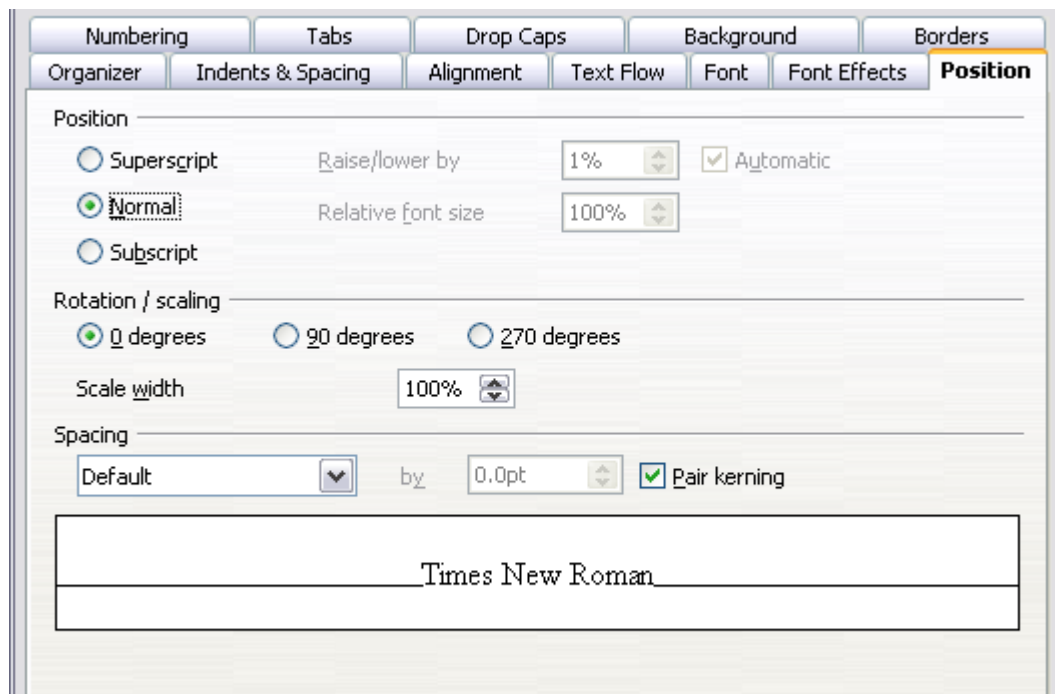 Numbering Tabs Drop Caps Background Borders
Organizer Indents & Spacing Alignment Text Flow Font Font Effects Position
Position
Superscript Raise/lower by 1% Automatic
Normal Relative font size 100%
Subscript
Rotation / scaling
0 degrees 90 degrees 270 degrees
Scale width 100%
Spacing
Default by 0.0pt Pair kerning
Times New Roman